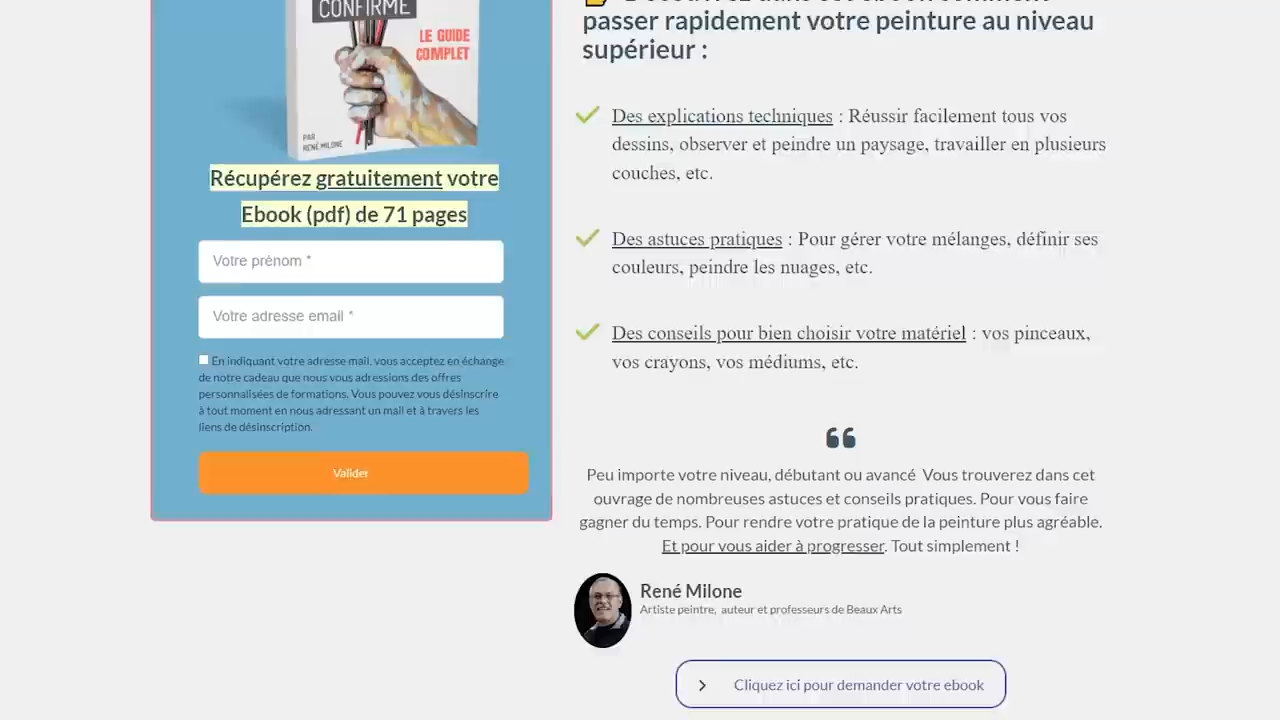 CONFIRMÉ
LE GUIDE
COMPLET
PAR
RENÉ MILONE
Récupérez gratuitement votre
Ebook (pdf) de 71 pages
Votre prénom *
Votre adresse email *
En indiquant votre adresse mail, vous acceptez en échange
de notre cadeau que nous vous adressions des offres
personnalisées de formations. Vous pouvez vous désinscrire
à tout moment en nous adressant un mail et à travers les
liens de désinscription.
Valider
passer rapidement votre peinture au niveau
supérieur :
Des explications techniques : Réussir facilement tous vos
dessins, observer et peindre un paysage, travailler en plusieurs
couches, etc.
Des astuces pratiques : Pour gérer votre mélanges, définir ses
couleurs, peindre les nuages, etc.
Des conseils pour bien choisir votre matériel : vos pinceaux,
vos crayons, vos médiums, etc.
Peu importe votre niveau, débutant ou avancé  Vous trouverez dans cet
ouvrage de nombreuses astuces et conseils pratiques. Pour vous faire
gagner du temps. Pour rendre votre pratique de la peinture plus agréable.
Et pour vous aider à progresser. Tout simplement !
René Milone
Artiste peintre,  auteur et professeurs de Beaux Arts
Cliquez ici pour demander votre ebook